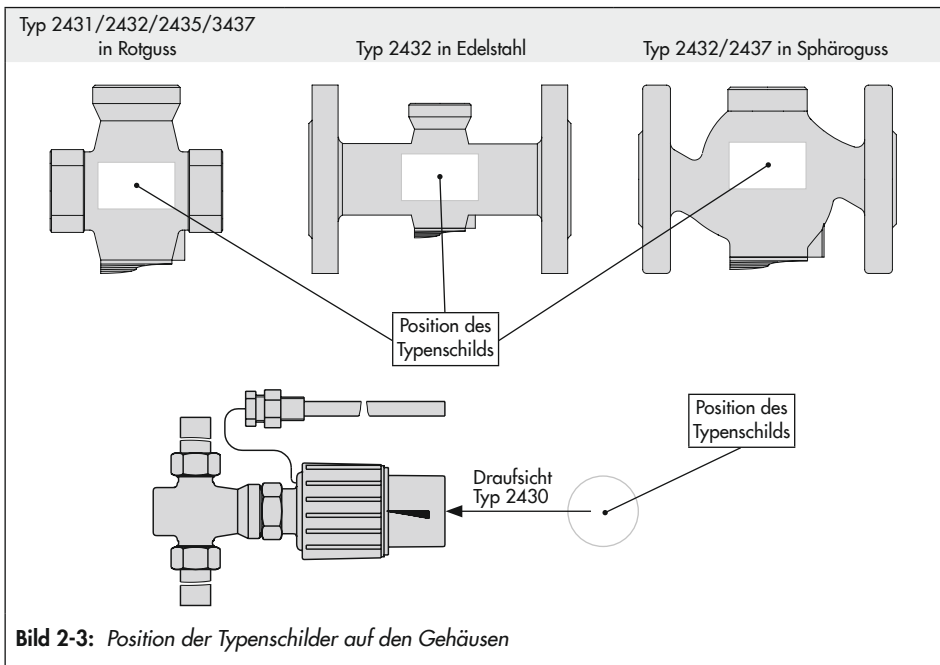 Typ 2431/2432/2435/3437
in Rotguss
Typ 2432 in Edelstahl
Typ 2432/2437 in Sphäroguss
Position des
Typenschilds
Position des
Typenschilds
Draufsicht
Typ 2430
Bild 2-3: Position der Typenschilder auf den Gehäusen